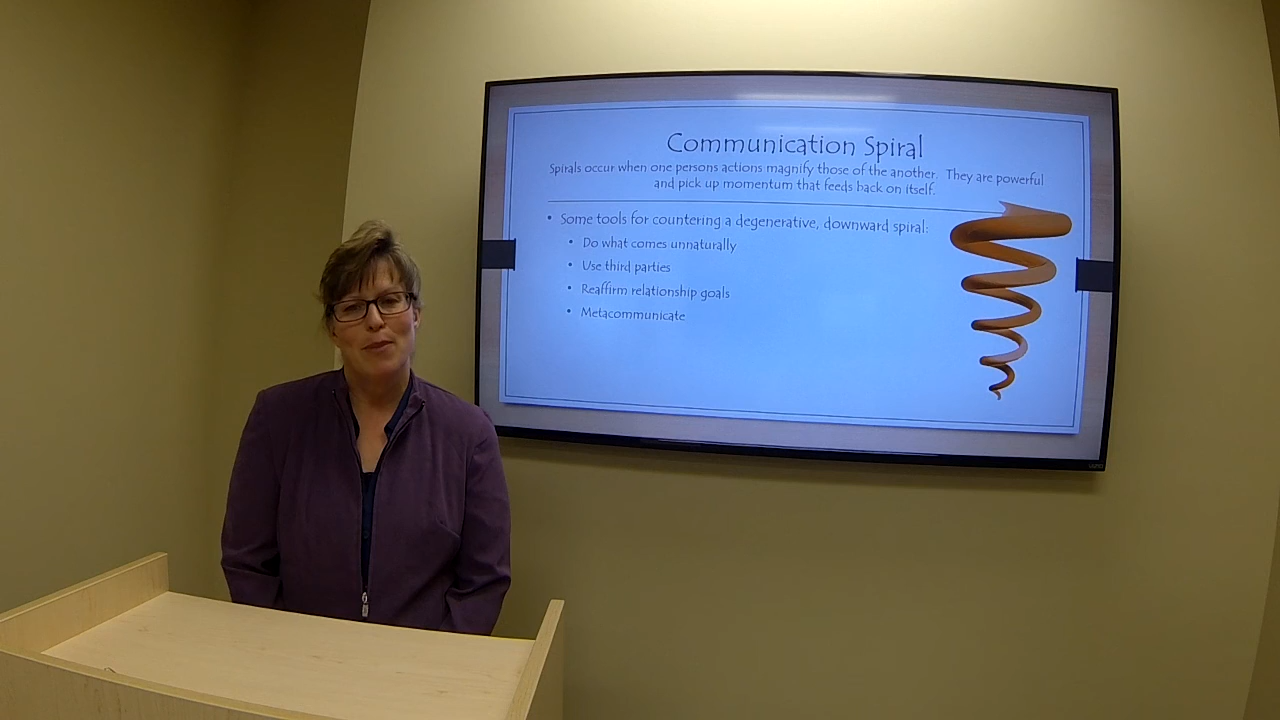 Communication Spiral
Spirals occur when one persons actions magnify those of the another. They are powerful
and pick up momentum that feeds back on itself.
• Some tools for countering a degenerative, downward spiral:
• Do what comes unnaturally
• Use third parties
• Reaffirm relationship goals
• Metacommunicate
VIZIO